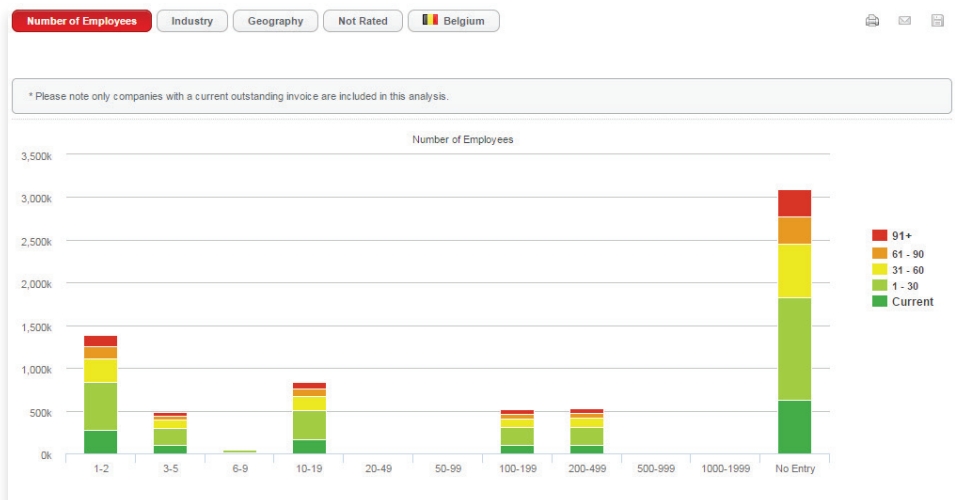 Number of Employees Industry Geography Not Rated Belgium
* Please note only companies with a current outstanding invoice are included in this analysis.
Number of Employees
3,500k
3,000k
2,500k
2,000k
1,500k
1,000k
500k
0k
1-2 3-5 6-9 10-19 20-49 50-99 100-199 200-499 500-999 1000-1999 No Entry
91+
61 - 90
31 - 60
1 - 30
Current